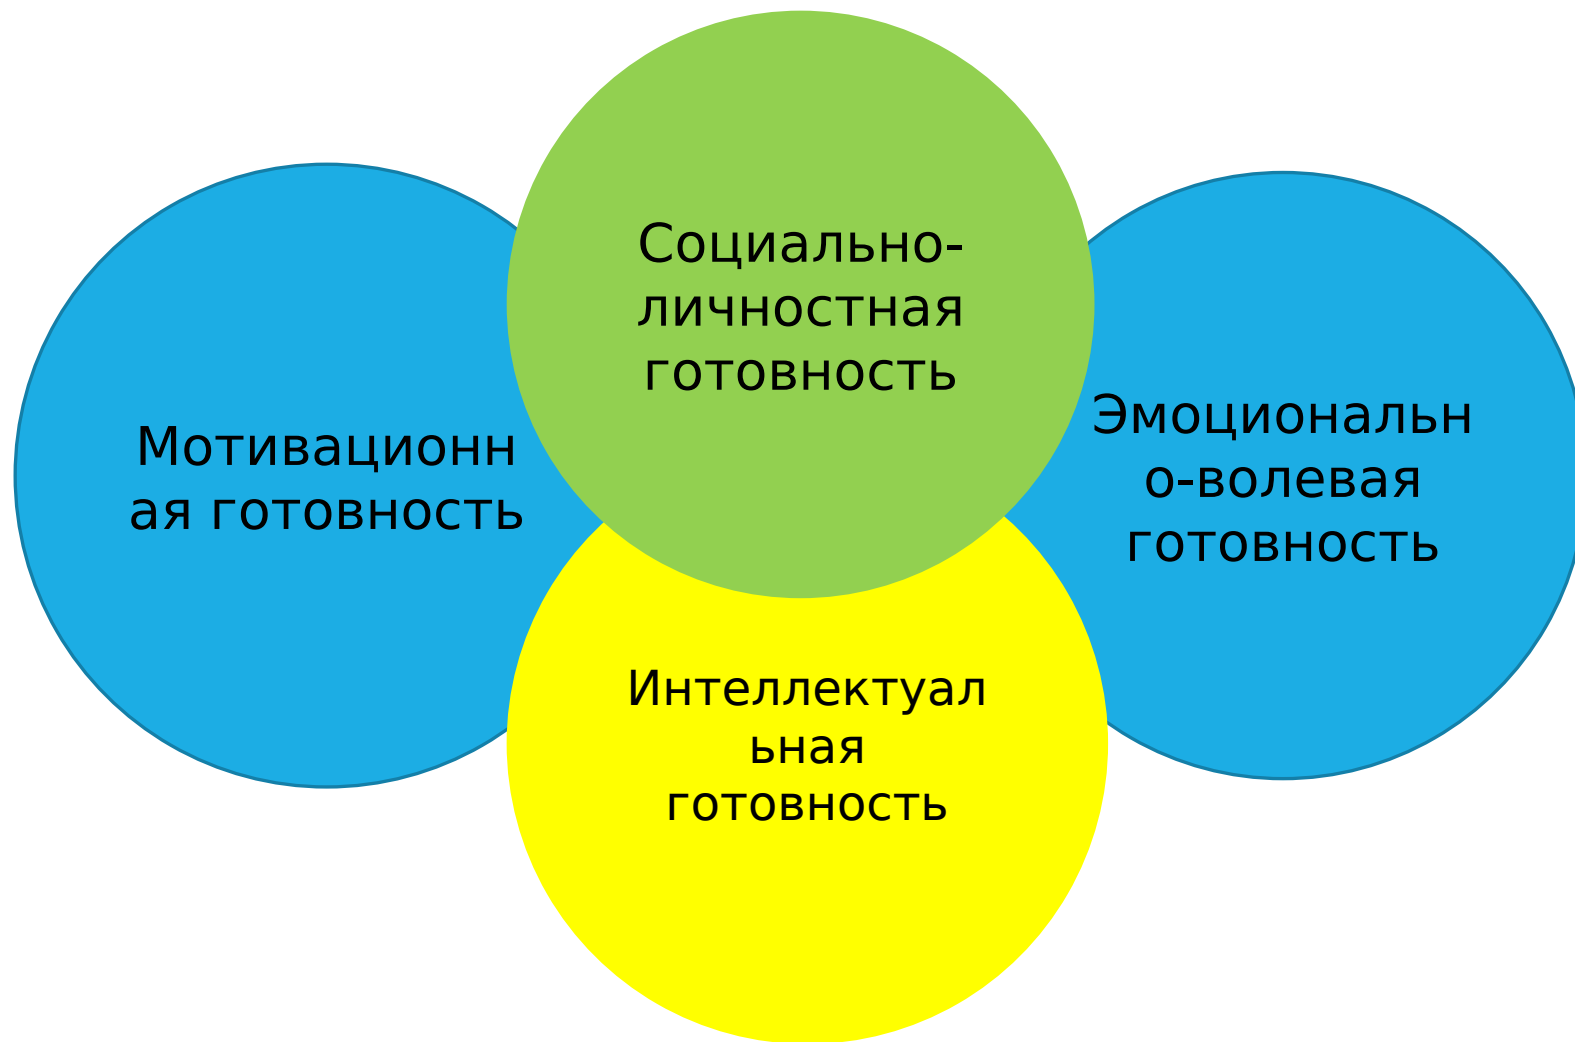 Социально-
личностная
готовность
Мотивационн
ая готовность
Эмоциональн
о-волевая
готовность
Интеллектуал
ьная
готовность